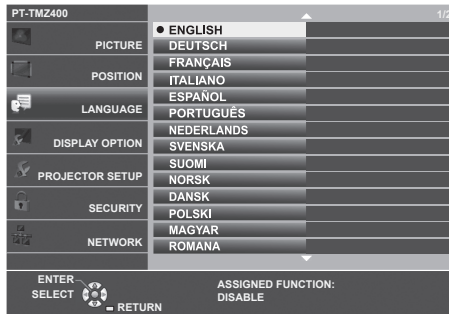 PT-TMZ400
1/2
PICTURE
POSITION
LANGUAGE
DISPLAY OPTION
PROJECTOR SETUP
SECURITY
NETWORK
ENGLISH
DEUTSCH
FRANÇAIS
ITALIANO
ESPAÑOL
PORTUGUÊS
NEDERLANDS
SVENSKA
SUOMI
NORSK
DANSK
POLSKI
MAGYAR
ROMANA
ENTER
SELECT
RETURN
ASSIGNED FUNCTION:
DISABLE